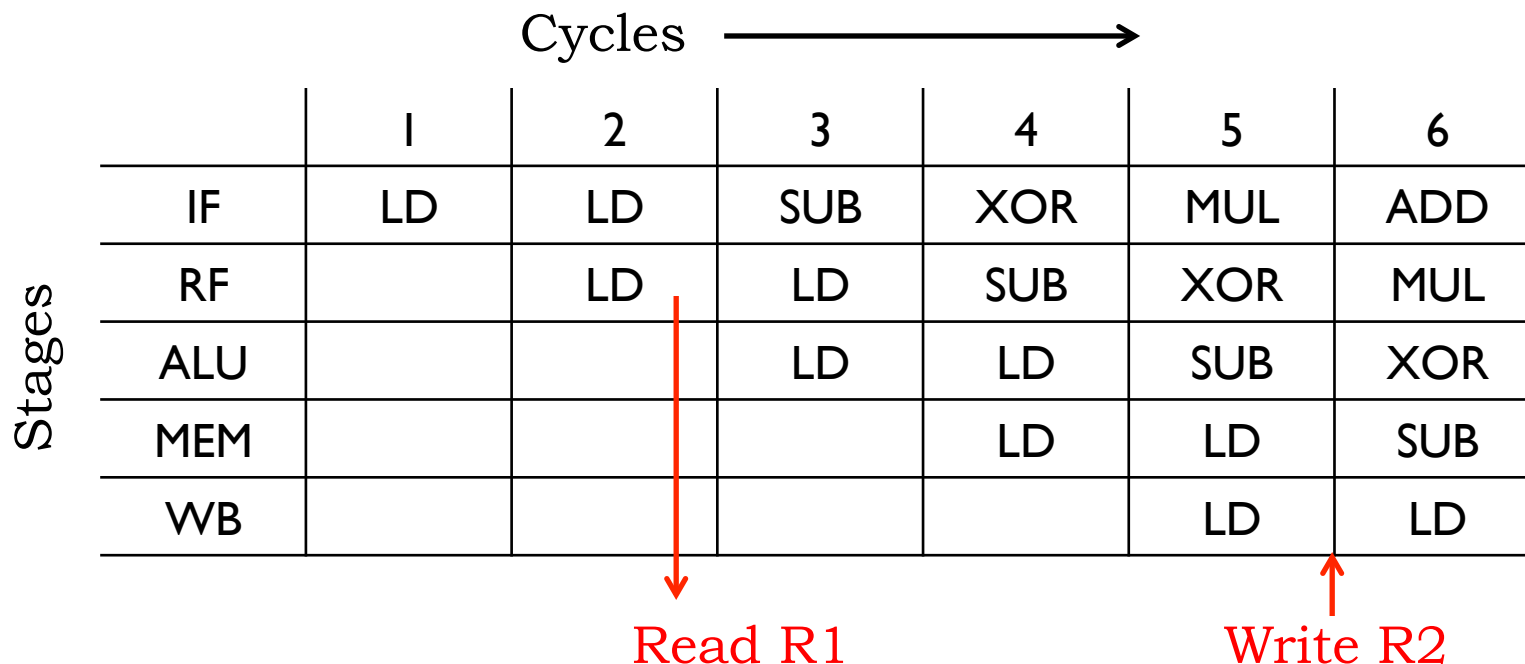 Cycles
1 2 3 4 5 6
IF LD LD SUB XOR MUL ADD
RF LD LD SUB XOR MUL
ALU LD LD SUB XOR
MEM LD LD SUB
WB LD LD
Stages
Read R1 Write R2